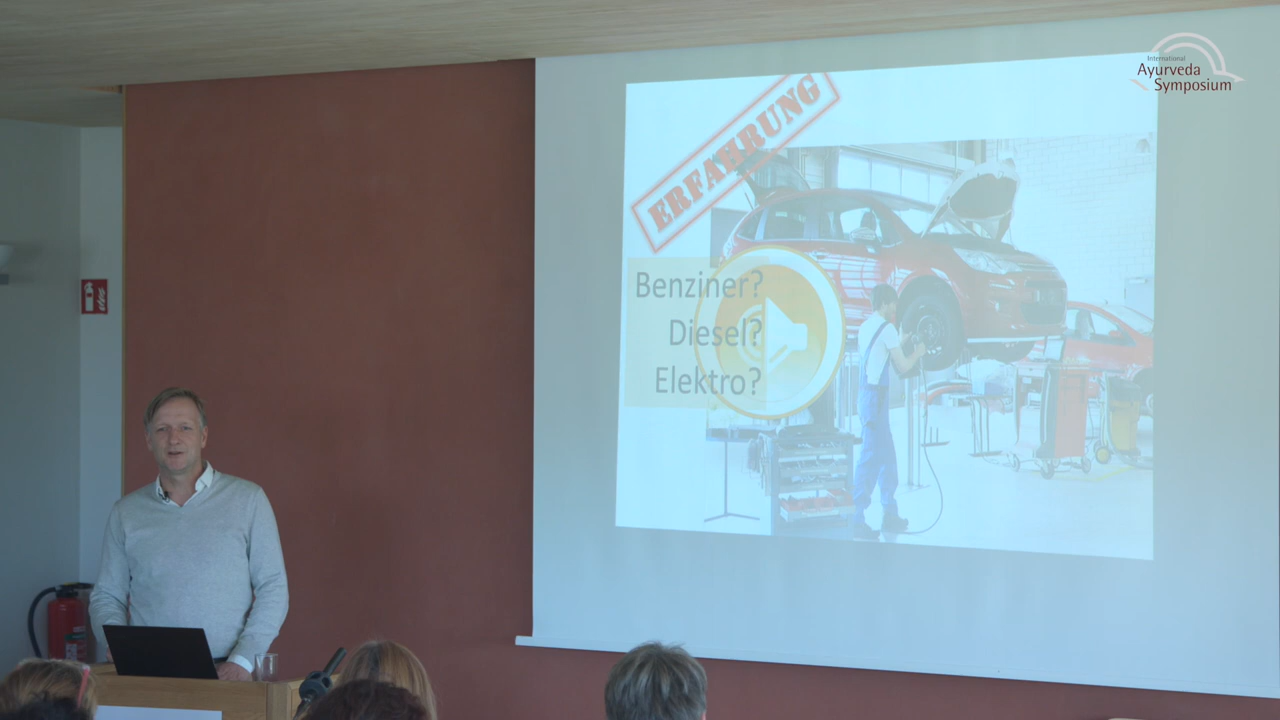 International
Ayurveda
Symposium
ERFAHRUNG
Benziner?
Diesel?
Elektro?